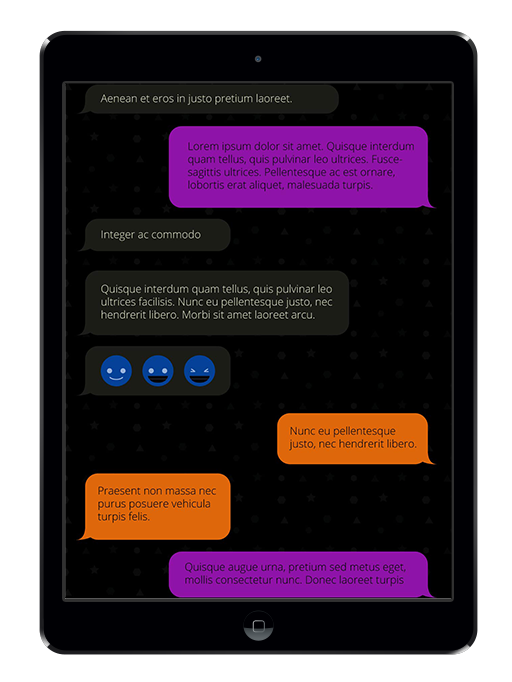 Aenean et eros in justo pretium laoreet.
Lorem ipsum dolor sit amet, Quisque interdum
quam tellus, quis pulvinar leo ultrices. Fusce-
sagittis ultrices. Pellentesque ac est ornare,
lobortis erat aliquet, malesuada turpis.
Integer ac commodo
Quisque interdum quam tellus, quis pulvinar leo
ultrices facilisis. Nunc eu pellentesque justo, nec
hendrerit libero. Morbi sit amet laoreet arcu.
Nunc eu pellentesque
justo, nec hendrerit libero.
Praesent non massa nec
purus posuere vehicula
turpis felis.
Quisque augue urna, pretium sed metus eget,
mollis consectetur nunc. Donec laoreet turpis